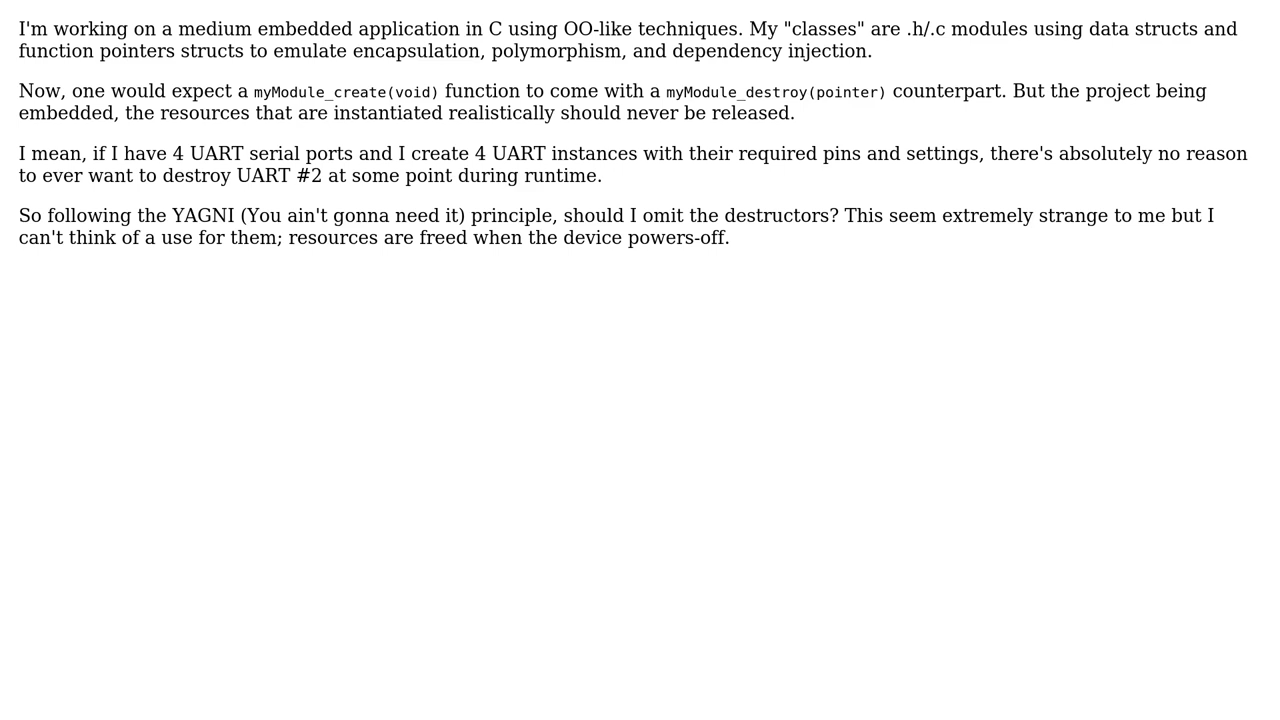 I'm working on a medium embedded application in C using OO-like techniques. My "classes" are .h/.c modules using data structs and
function pointers structs to emulate encapsulation, polymorphism, and dependency injection.
Now, one would expect a myModule_create(void) function to come with a myModule_destroy(pointer) counterpart. But the project being
embedded, the resources that are instantiated realistically should never be released.
I mean, if I have 4 UART serial ports and I create 4 UART instances with their required pins and settings, there's absolutely no reason
to ever want to destroy UART #2 at some point during runtime.
So following the YAGNI (You ain't gonna need it) principle, should I omit the destructors? This seem extremely strange to me but I
can't think of a use for them; resources are freed when the device powers-off.